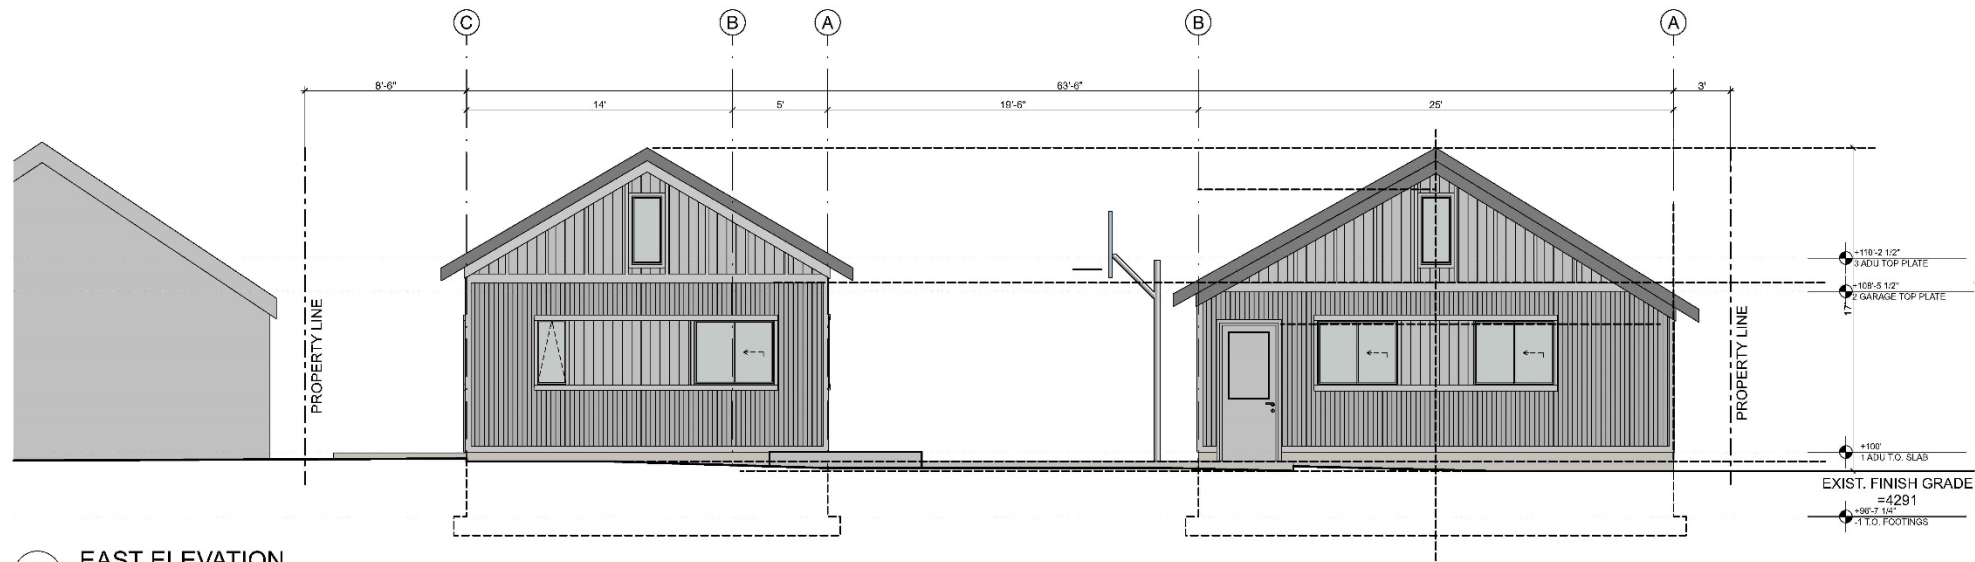 C
B
A
B
A
8'-6"
63'-6"
3'
14'
5'
19'-6"
25'
+110'-2 1/2"
3 ADU TOP PLATE
+108'-5 1/2"
2 GARAGE TOP PLATE
17'
PROPERTY LINE
PROPERTY LINE
+100'
1 ADU T.O. SLAB
EXIST. FINISH GRADE
=4291
+96'-7 1/4"
-1 T.O. FOOTINGS
EAST ELEVATION